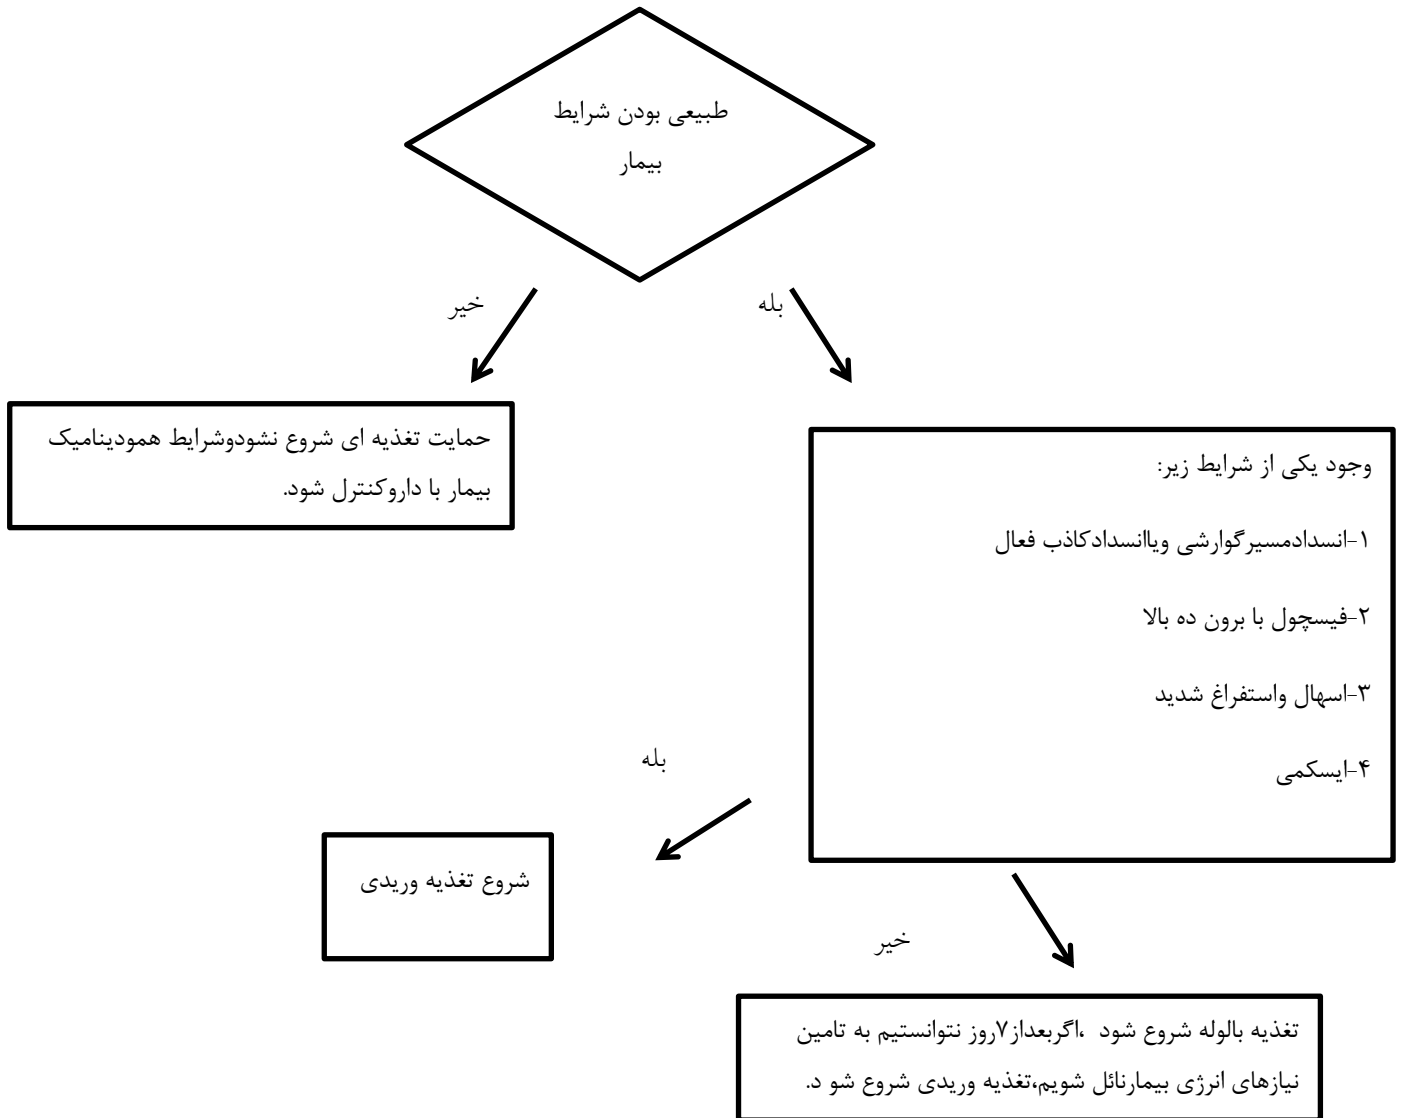 طبیعی بودن شرایط
بیمار
خیر
بله
حمایت تغذیه ای شروع نشودوشرایط همودینامیک
بیمار با داروکنترل شود.
وجود یکی از شرایط زیر:
۱-انسدادمسیرگوارشی ویاانسدادکاذب فعال
۲-فیسچول با برون ده بالا
۳-اسهال واستفراغ شدید
۴-ایسکمی
بله
شروع تغذیه وریدی
خیر
تغذیه بالوله شروع شود ،اگربعداز۷روز نتوانستیم به تامین
نیازهای انرژی بیمارنائل شویم،تغذیه وریدی شروع شو د.